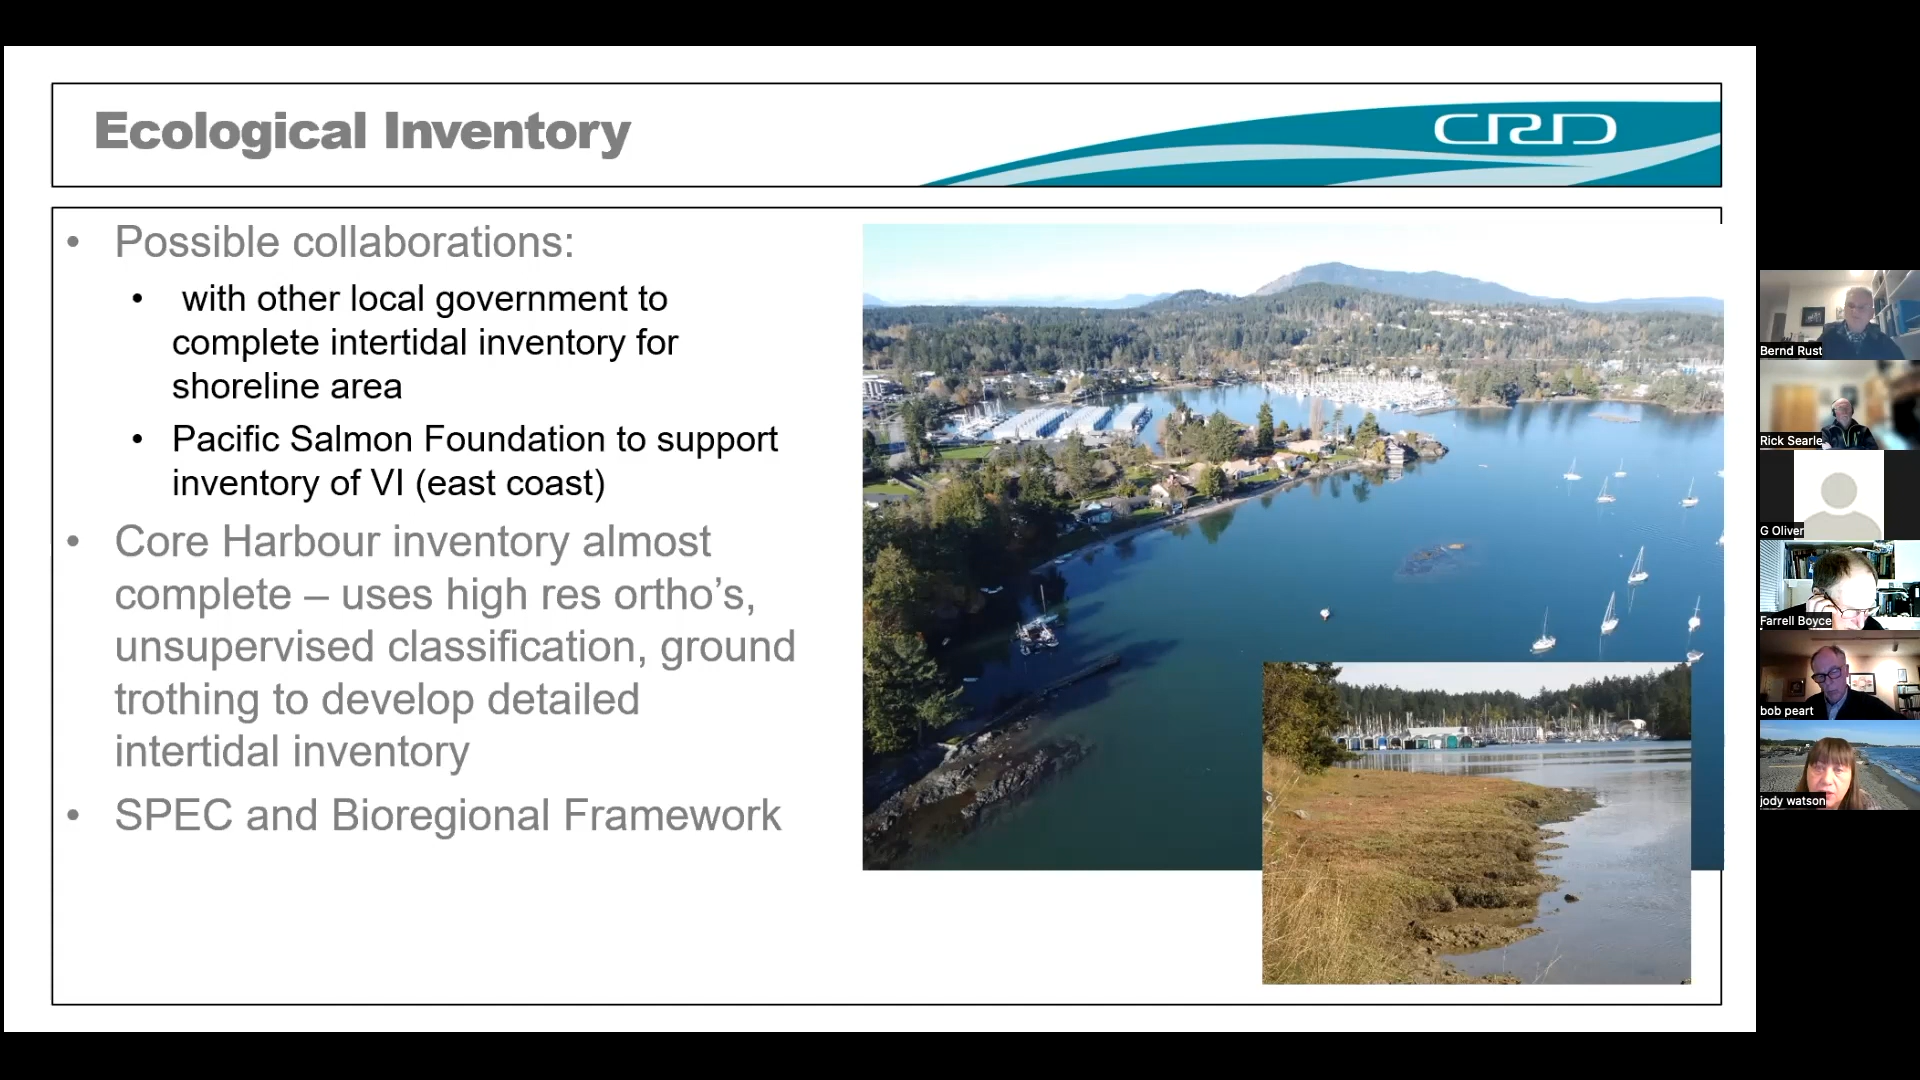 Ecological Inventory
CRD
• Possible collaborations:
• with other local government to
complete intertidal inventory for
shoreline area
• Pacific Salmon Foundation to support
inventory of VI (east coast)
• Core Harbour inventory almost
complete – uses high res ortho’s,
unsupervised classification, ground
trothing to develop detailed
intertidal inventory
• SPEC and Bioregional Framework
Bernd Rust
Rick Searle
G Oliver
Farrell Boyce
bob peart
jody watson